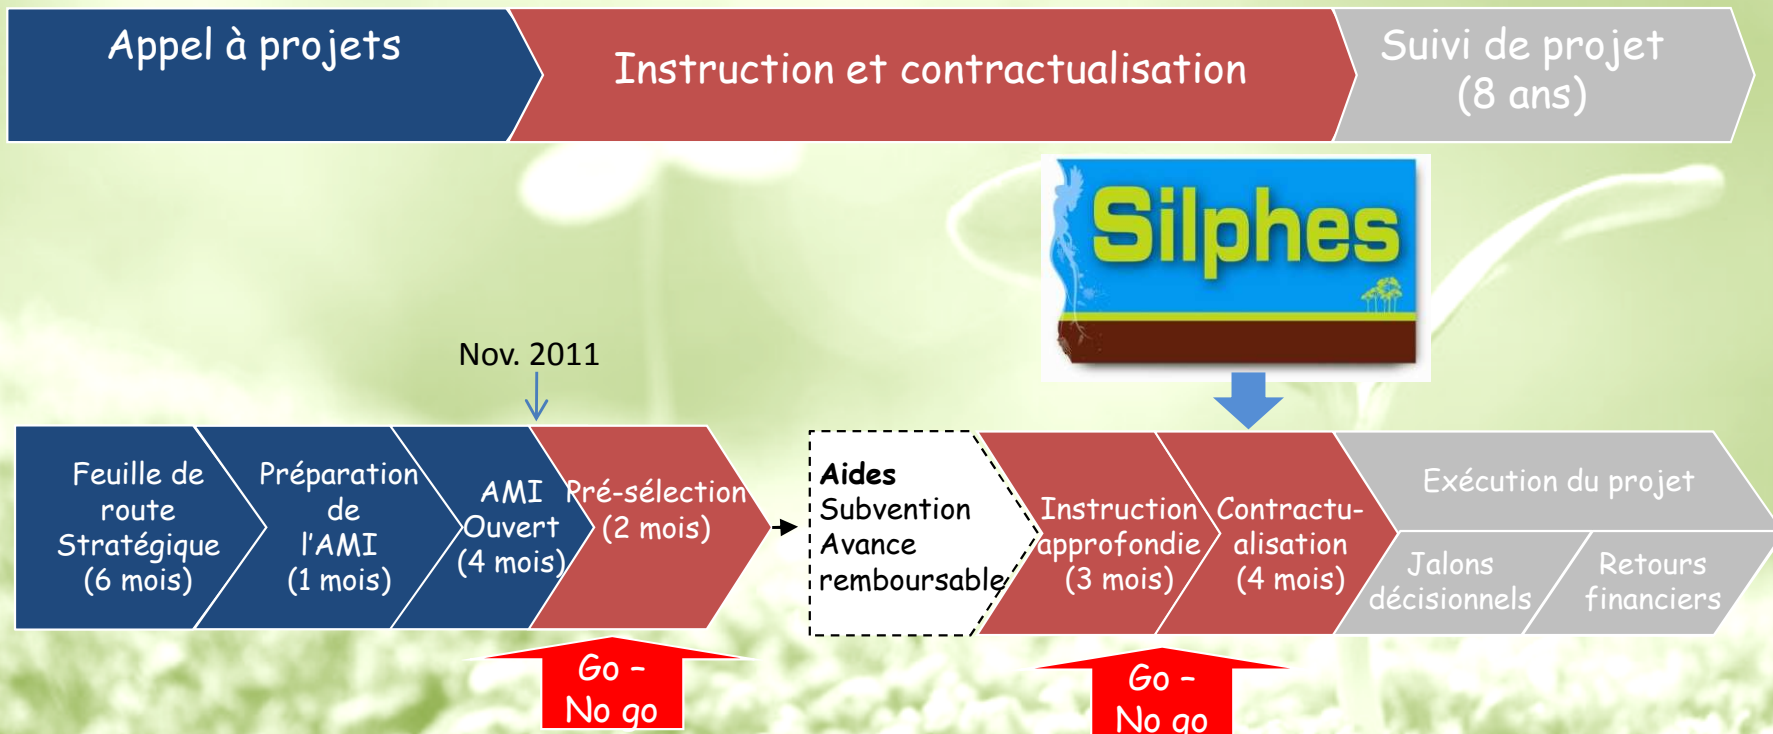 Appel à projets
Instruction et contractualisation
Suivi de projet
(8 ans)
Silphes
Nov. 2011
Feuille de
route
Stratégique
(6 mois)
Préparation
de
l'AMI
(1 mois)
AMI
Ouvert
(4 mois)
Pré-sélection
(2 mois)
Aides
Subvention
Avance
remboursable
Instruction
approfondie
(3 mois)
Contractu-
alisation
(4 mois)
Exécution du projet
Jalons
décisionnels
Retours
financiers
Go –
No go
Go –
No go